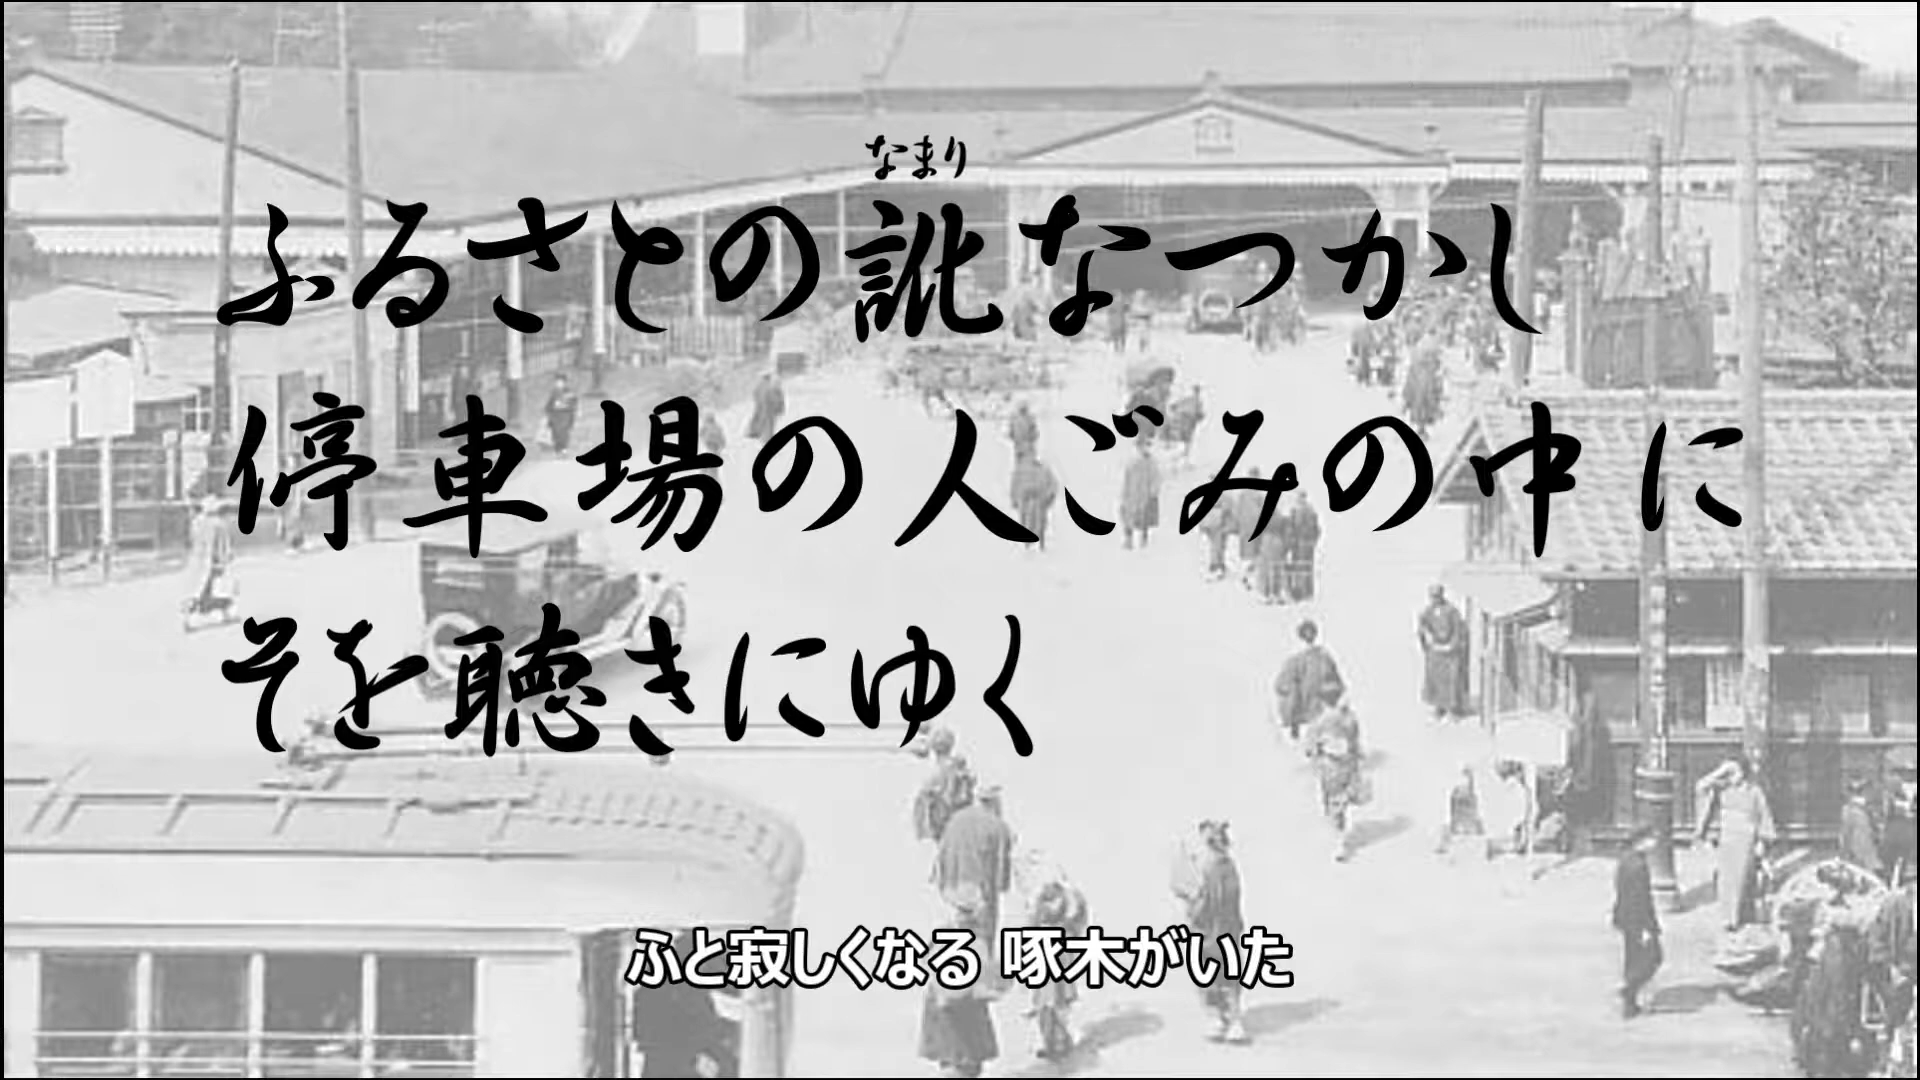 なまり
ふるさとの訛なつかし
停車場の人ごみの中に
そを聴きにゆく
ふと寂しくなる 啄木がいた